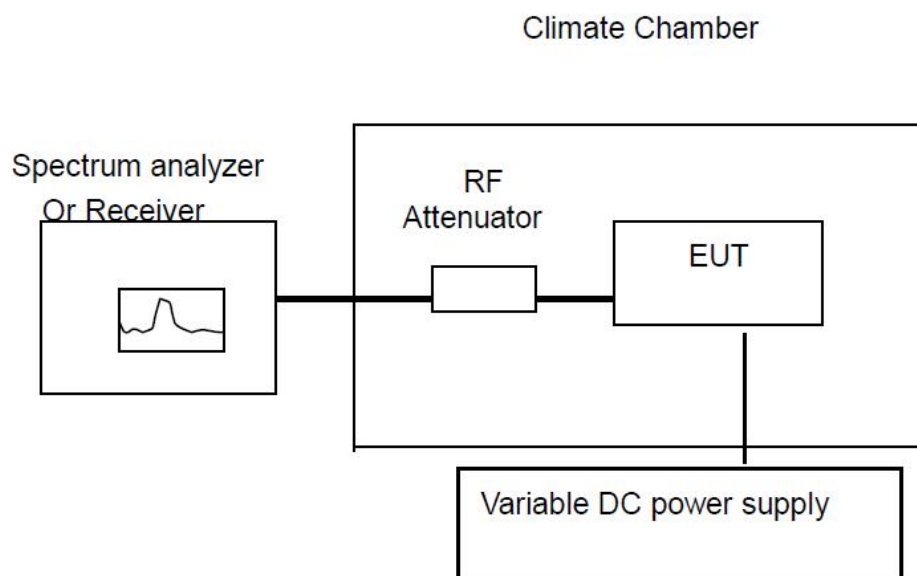 Climate Chamber
Spectrum analyzer
Or Receiver
RF
Attenuator
EUT
Variable DC power supply